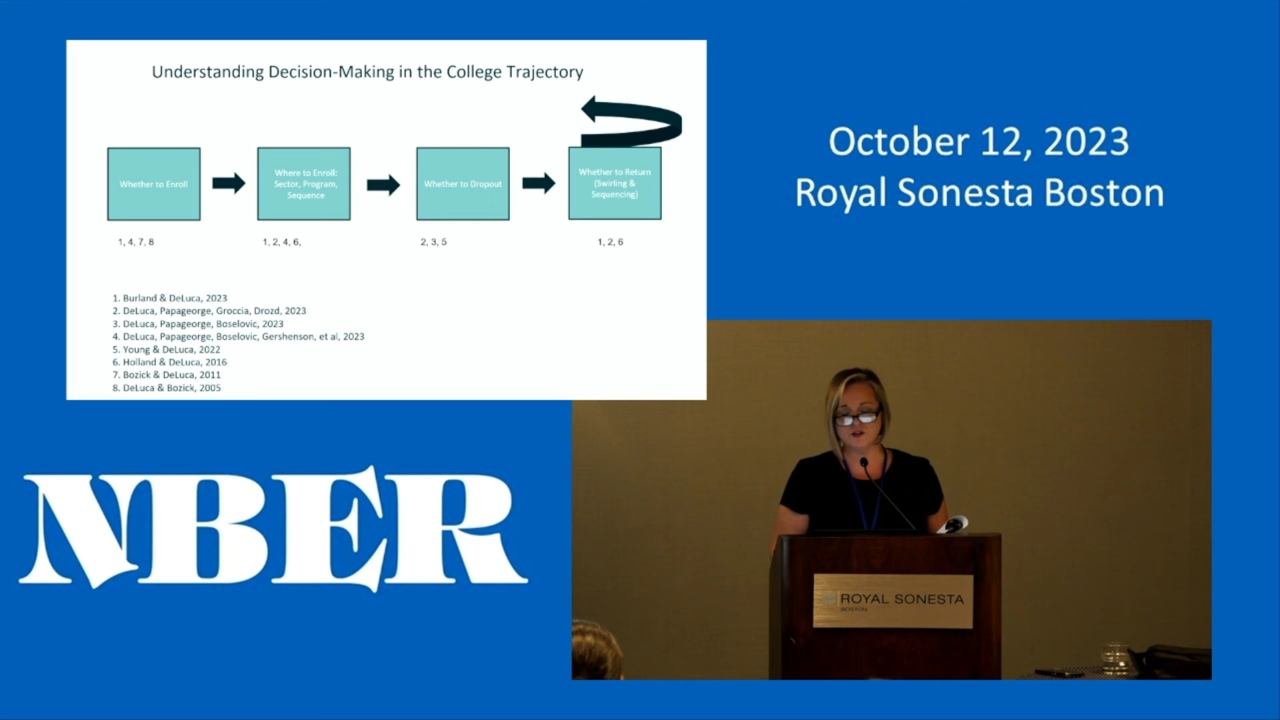 Understanding Decision-Making in the College Trajectory
Whether to Enroll
Where to Enroll:
Sector, Program,
Sequence
Whether to Dropout
Whether to Return
(Swirling &
Sequencing)
1, 4, 7, 8
1, 2, 4, 6,
2, 3, 5
1, 2, 6
1. Burland & DeLuca, 2023
2. DeLuca, Papageorge, Groccia, Drozd, 2023
3. DeLuca, Papageorge, Boselovic, 2023
4. DeLuca, Papageorge, Boselovic, Gershenson, et al, 2023
5. Young & DeLuca, 2022
6. Holland & DeLuca, 2016
7. Bozick & DeLuca, 2011
8. DeLuca & Bozick, 2005
October 12, 2023
Royal Sonesta Boston
NBER
ROYAL SONESTA
BOSTON